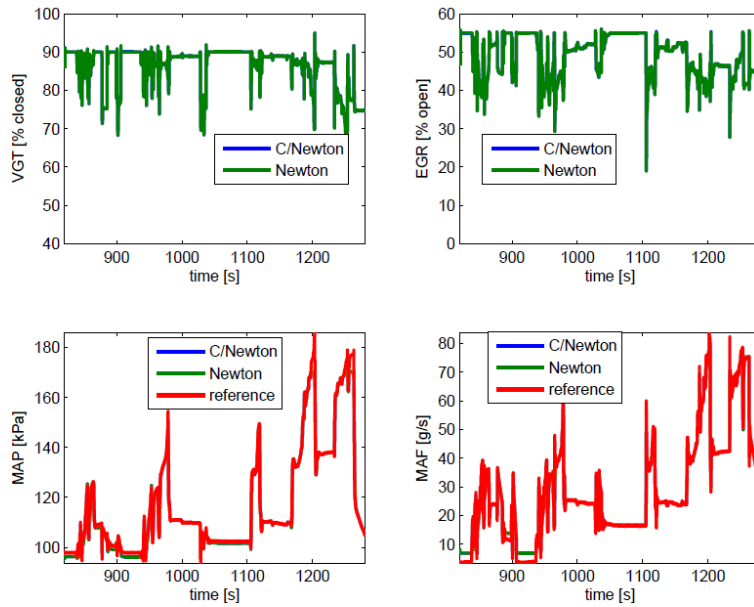 100
90
80
70
60
50
40
VGT [% closed]
C/Newton
Newton
900 1000 1100 1200
time [s]
60
50
40
30
20
10
0
EGR [% open]
C/Newton
Newton
900 1000 1100 1200
time [s]
180
160
140
120
100
MAP [kPa]
C/Newton
Newton
reference
900 1000 1100 1200
time [s]
80
70
60
50
40
30
20
10
MAF [g/s]
C/Newton
Newton
reference
900 1000 1100 1200
time [s]